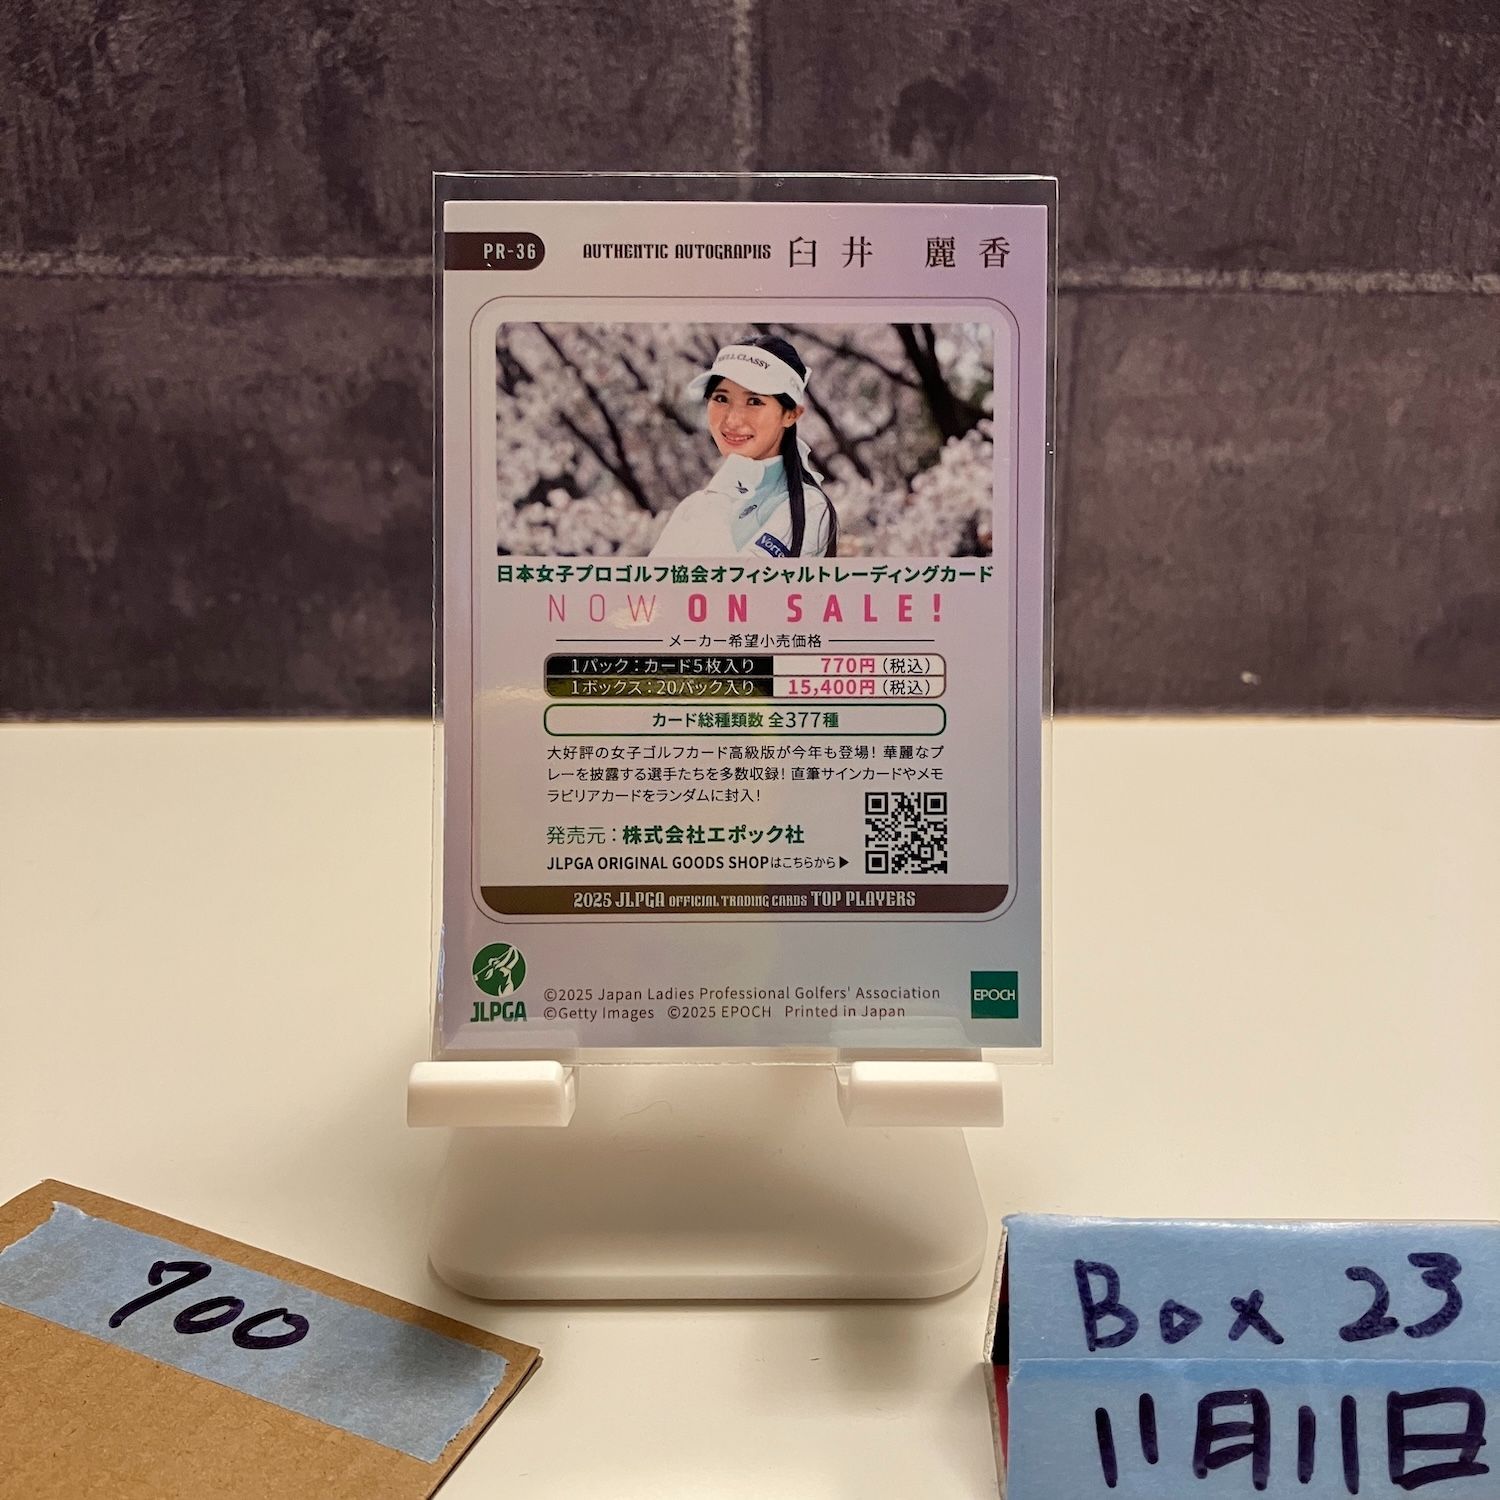 PR-36 AUTHENTIC AUTOGRAPHS 臼井 麗香
WELL CLASSY
日本女子プロゴルフ協会オフィシャルトレーディングカード
NOW ON SALE!
メーカー希望小売価格
1パック：カード5枚入り 770円（税込）
1ボックス：20パック入り 15,400円（税込）
カード総種類数 全377種
大好評の女子ゴルフカード高級版が今年も登場！華麗なプ
レーを披露する選手たちを多数収録！直筆サインカードやメモ
ラビリアカードをランダムに封入！
発売元：株式会社エポック社
JLPGA ORIGINAL GOODS SHOPはこちらから▶
2025 JLPGA OFFICIAL TRADING CARDS TOP PLAYERS
JLPGA
©2025 Japan Ladies Professional Golfers' Association
©Getty Images ©2025 EPOCH Printed in Japan
EPOCH
700
Box 23
11月11日